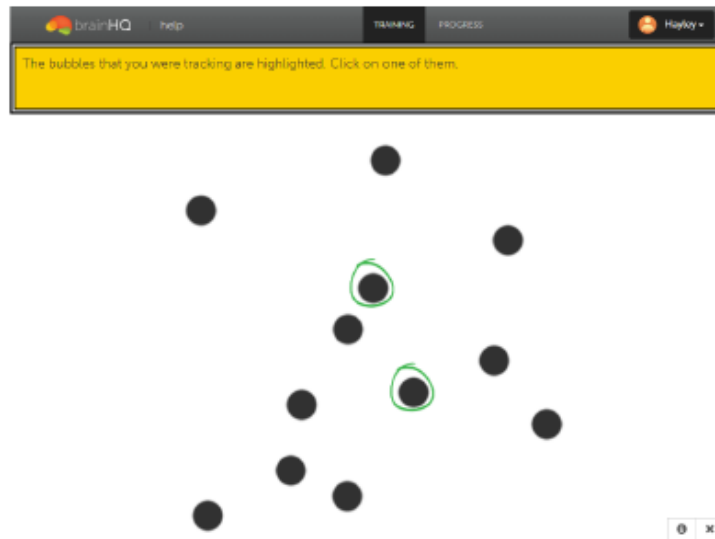 brainHQ help TRAINING PROGRESS Hayley
The bubbles that you were tracking are highlighted. Click on one of them.